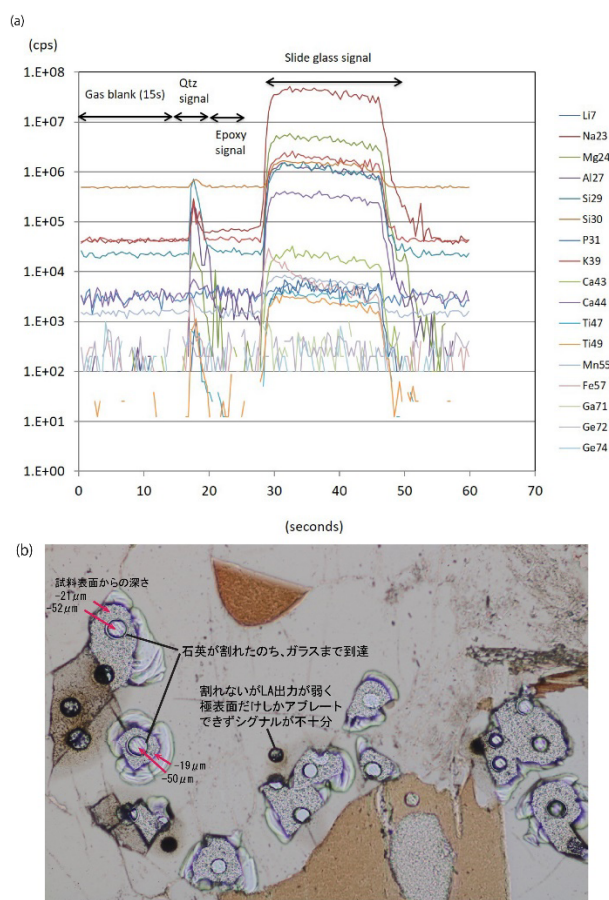 (a)
(cps)
1.E+08
1.E+07
1.E+06
1.E+05
1.E+04
1.E+03
1.E+02
1.E+01
1.E+00
Gas blank (15s)
Qtz
signal
Epoxy
signal
Slide glass signal
0
10
20
30
40
50
60
70
(seconds)
Li7
Na23
Mg24
Al27
Si29
Si30
P31
K39
Ca43
Ca44
Ti47
Ti49
Mn55
Fe57
Ga71
Ge72
Ge74
(b)
試料表面からの深さ
-21μm
-52μm
石英が割れたのち、ガラスまで到達
割れないがLA出力が弱く
極表面だけしかアブレート
できずシグナルが不十分
-19μm
-50μm